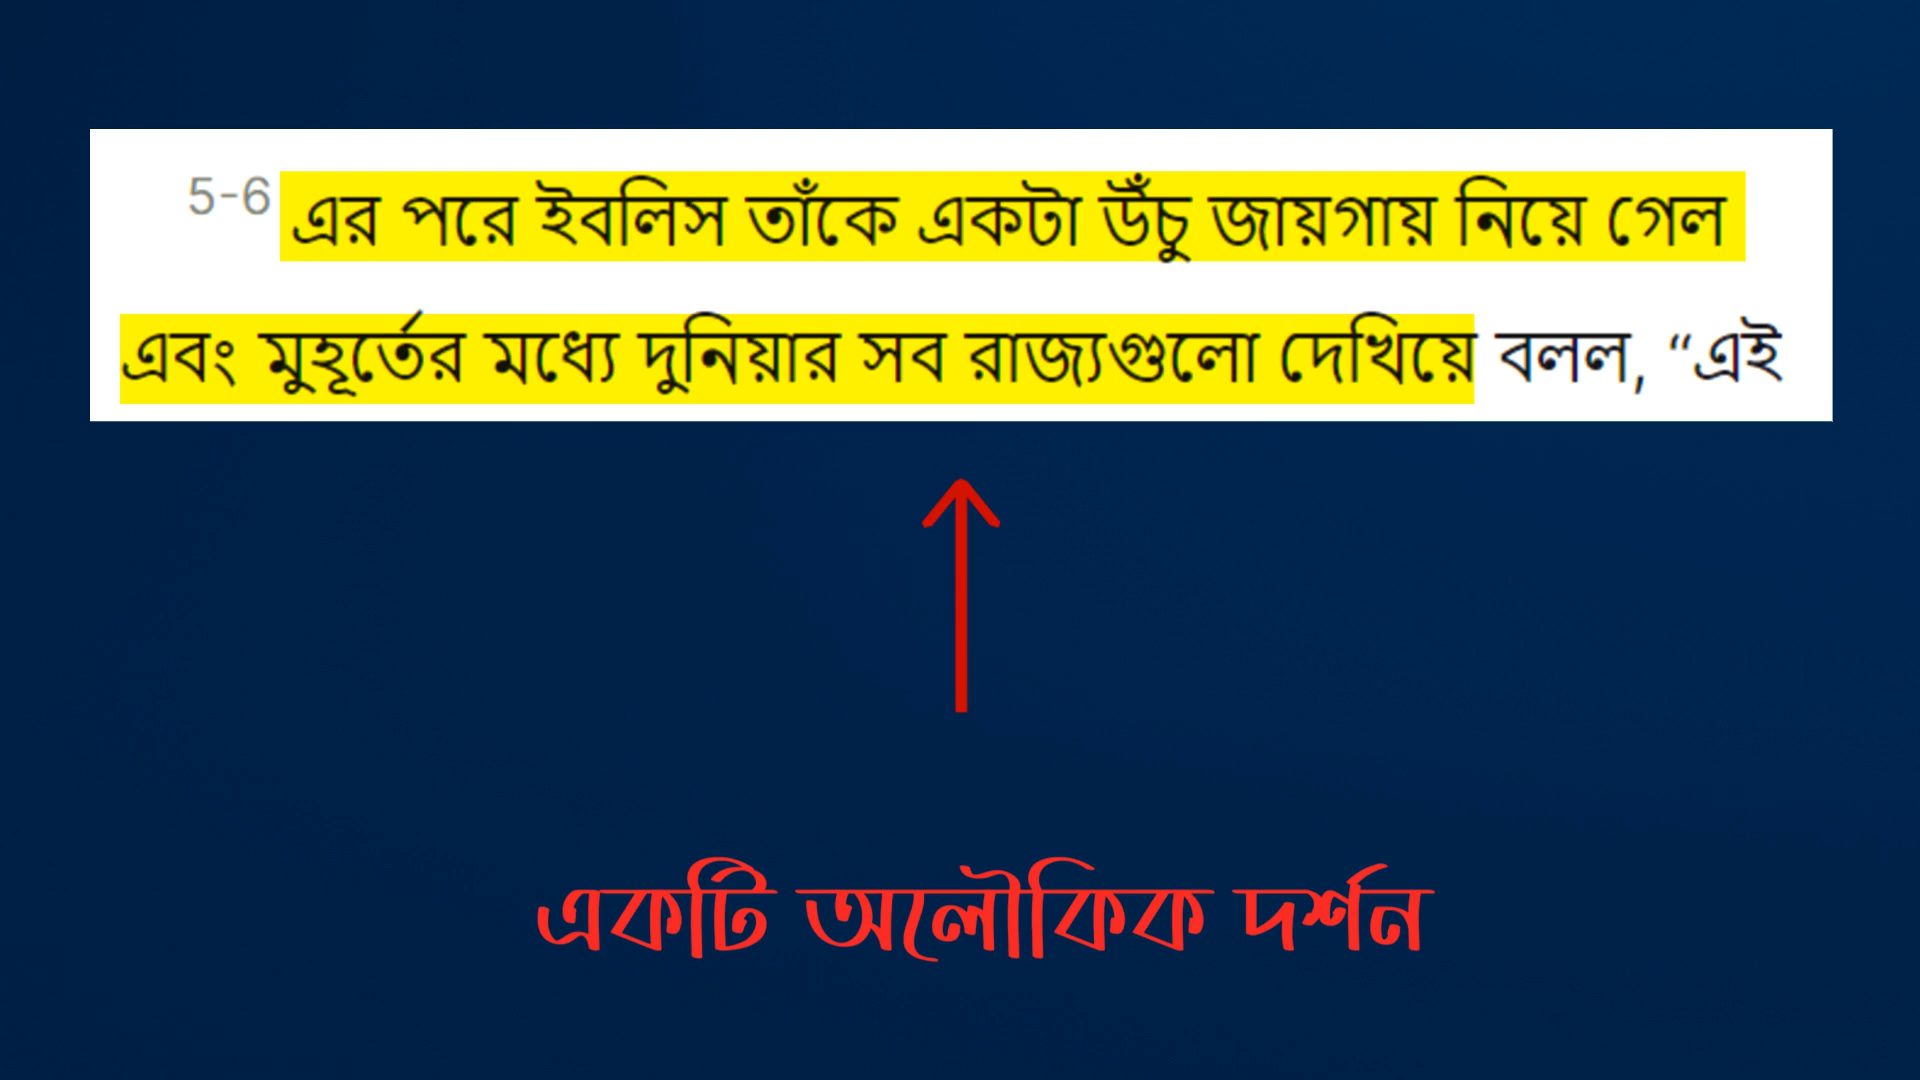 5-6 এর পরে ইবলিস তাঁকে একটা উঁচু জায়গায় নিয়ে গেল
এবং মুহূর্তের মধ্যে দুনিয়ার সব রাজ্যগুলো দেখিয়ে বলল, “এই
একটি অলৌকিক দর্শন